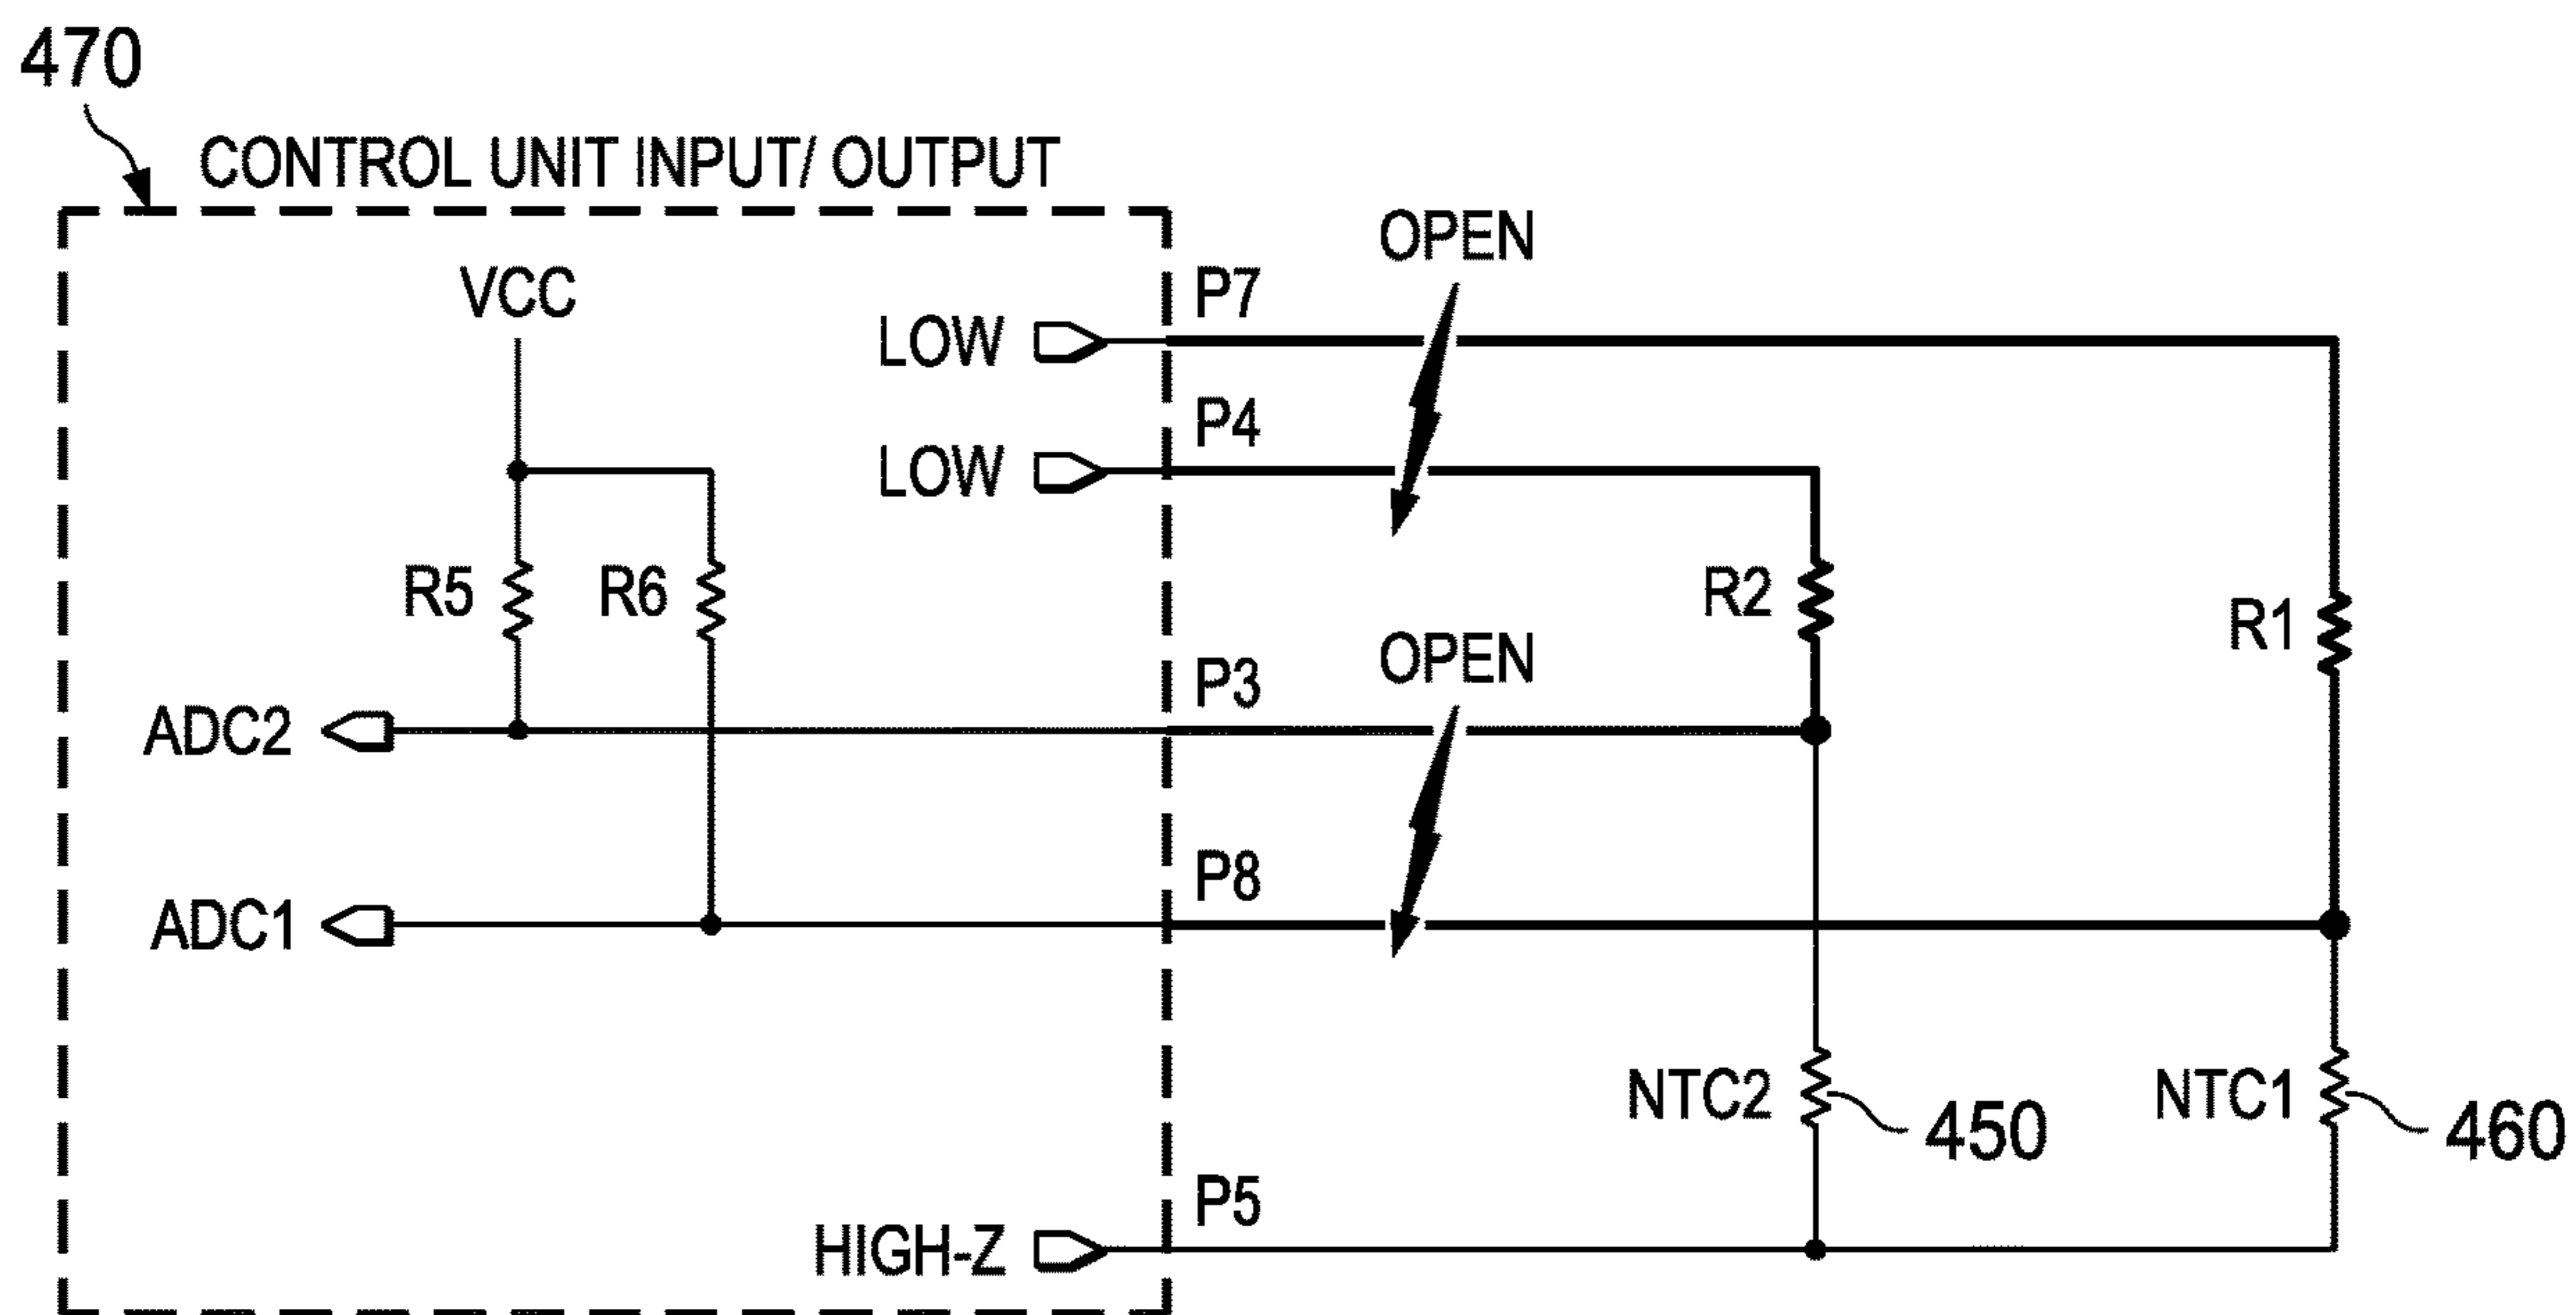 470
CONTROL UNIT INPUT/ OUTPUT
OPEN
VCC
P7
LOW
P4
LOW
R5
R6
R2
R1
OPEN
P3
ADC2
P8
ADC1
NTC2
450
NTC1
460
P5
HIGH-Z